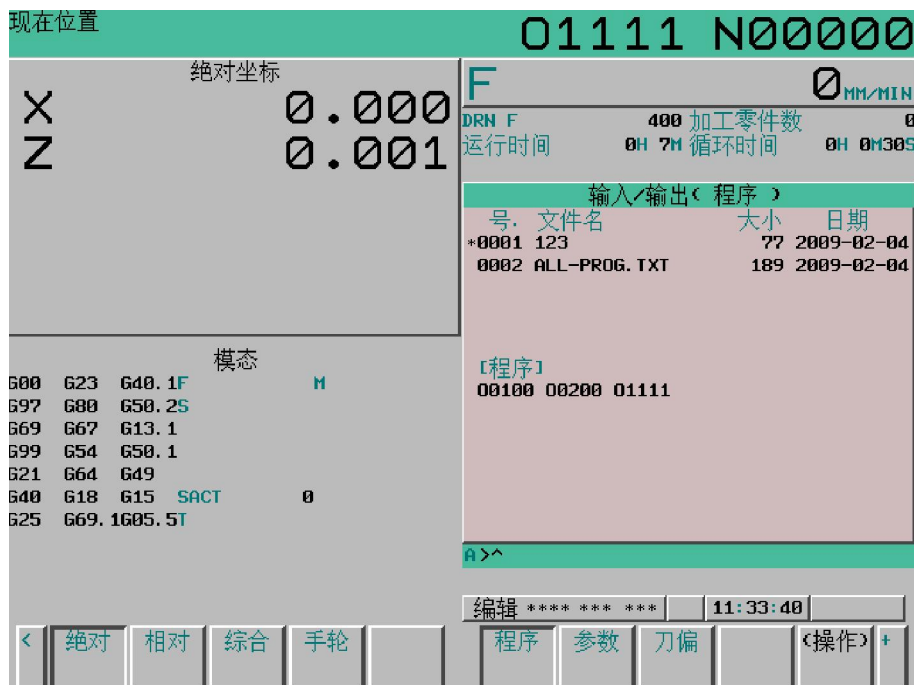 现在位置
O1111 N00000
绝对坐标
X 0.000
Z 0.001
F 0 MM/MIN
DRN F 400 加工零件数 0
运行时间 0H 7M 循环时间 0H 0M30S
输入/输出( 程序 )
号. 文件名 大小 日期
*0001 123 77 2009-02-04
0002 ALL-PROG.TXT 189 2009-02-04
[程序]
O0100 O0200 O1111
模态
G00 G23 G40.1F M
G97 G80 G50.2S
G69 G67 G13.1
G99 G54 G50.1
G21 G64 G49
G40 G18 G15 SACT 0
G25 G69.1G05.5T
A>^
编辑 **** *** *** 11:33:40
< 绝对 相对 综合 手轮 程序 参数 刀偏 (操作) +